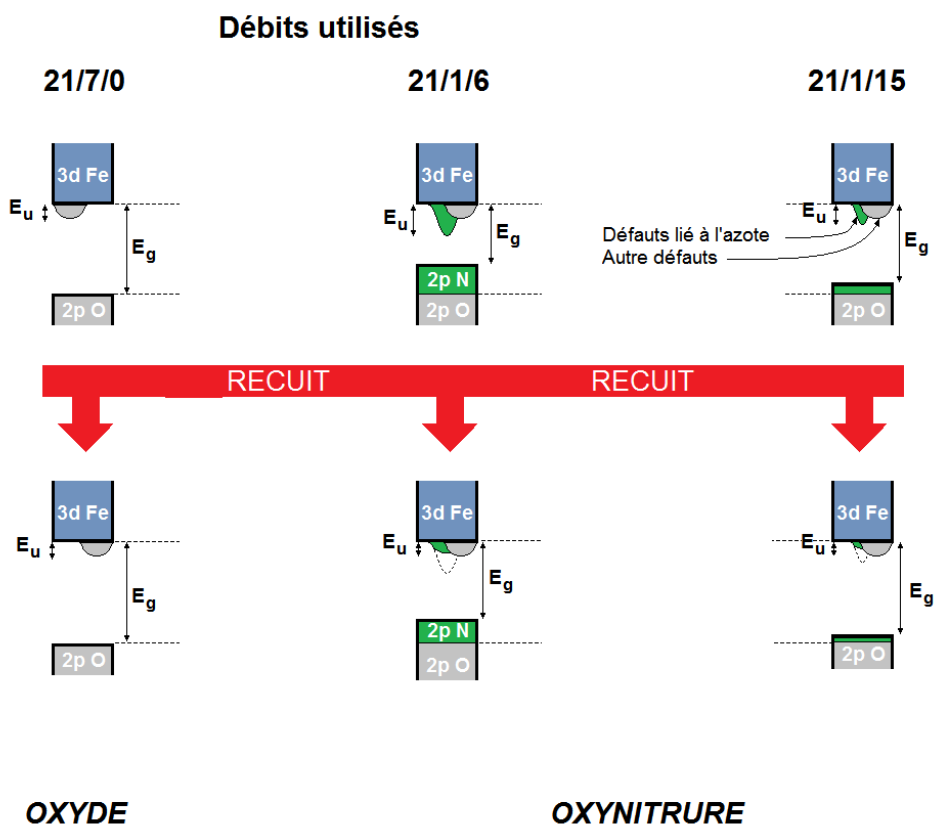 Débits utilisés
21/7/0
21/1/6
21/1/15
3d Fe
3d Fe
3d Fe
Eu
Eg
Eu
Eg
Eu
Eg
Défauts lié à l'azote
Autre défauts
2p O
2p N
2p O
2p O
RECUIT
RECUIT
3d Fe
3d Fe
3d Fe
Eu
Eg
Eu
Eg
Eu
Eg
2p O
2p N
2p O
2p O
OXYDE
OXYNITRURE